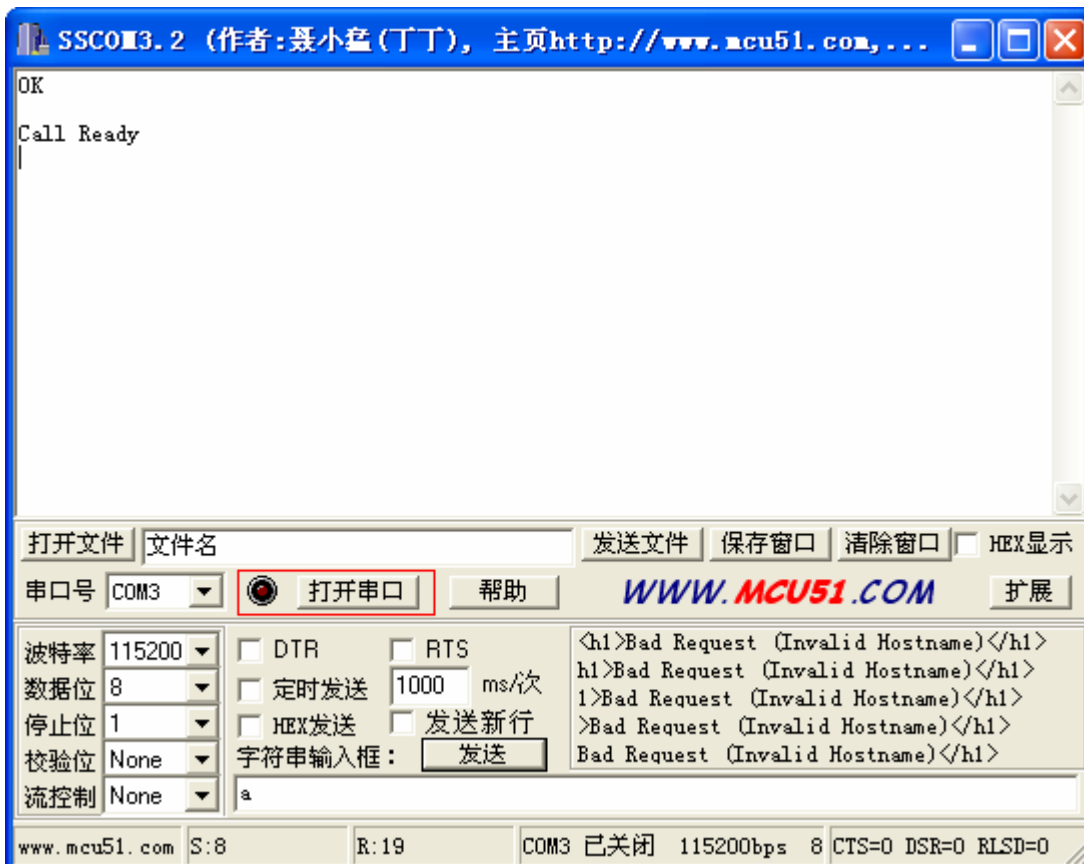 SSCOM3.2 (作者:聂小猛(丁丁), 主页http://www.mcu51.com,...
OK
Call Ready
打开文件 文件名 发送文件 保存窗口 清除窗口 HEX显示
串口号 COM3 打开串口 帮助 WWW.MCU51.COM 扩展
波特率 115200 DTR RTS
数据位 8 定时发送 1000 ms/次
停止位 1 HEX发送 发送新行
校验位 None 字符串输入框: 发送
流控制 None a
<h1>Bad Request (Invalid Hostname)</h1>
h1>Bad Request (Invalid Hostname)</h1>
1>Bad Request (Invalid Hostname)</h1>
>Bad Request (Invalid Hostname)</h1>
Bad Request (Invalid Hostname)</h1>
www.mcu51.com S:8 R:19 COM3 已关闭 115200bps 8 CTS=0 DSR=0 RLSD=0